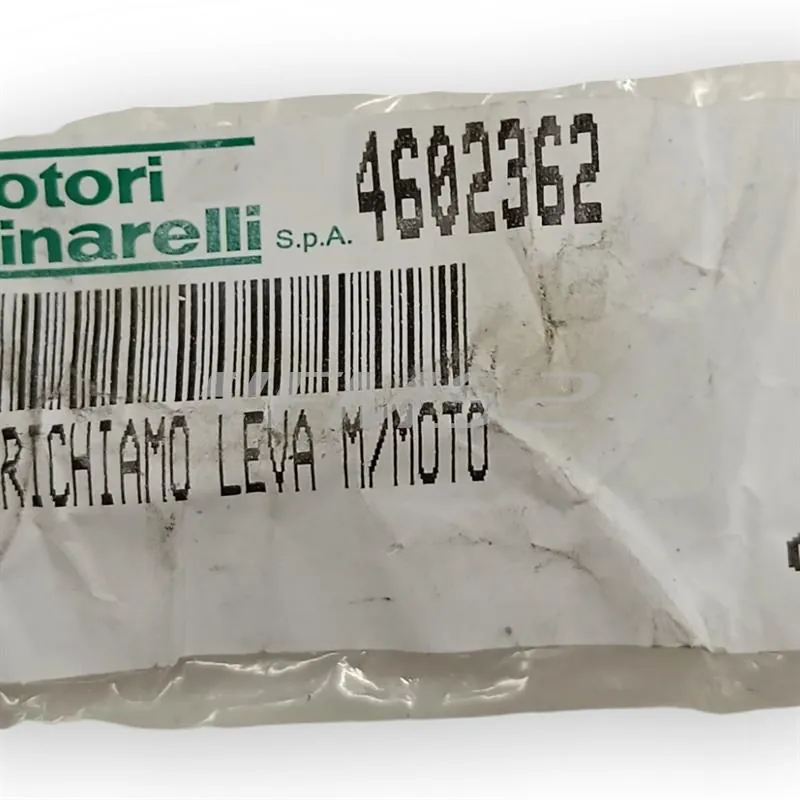 otori 4602362
inarelli S.p.A.
RICHIAMO LEVA M/MOTO